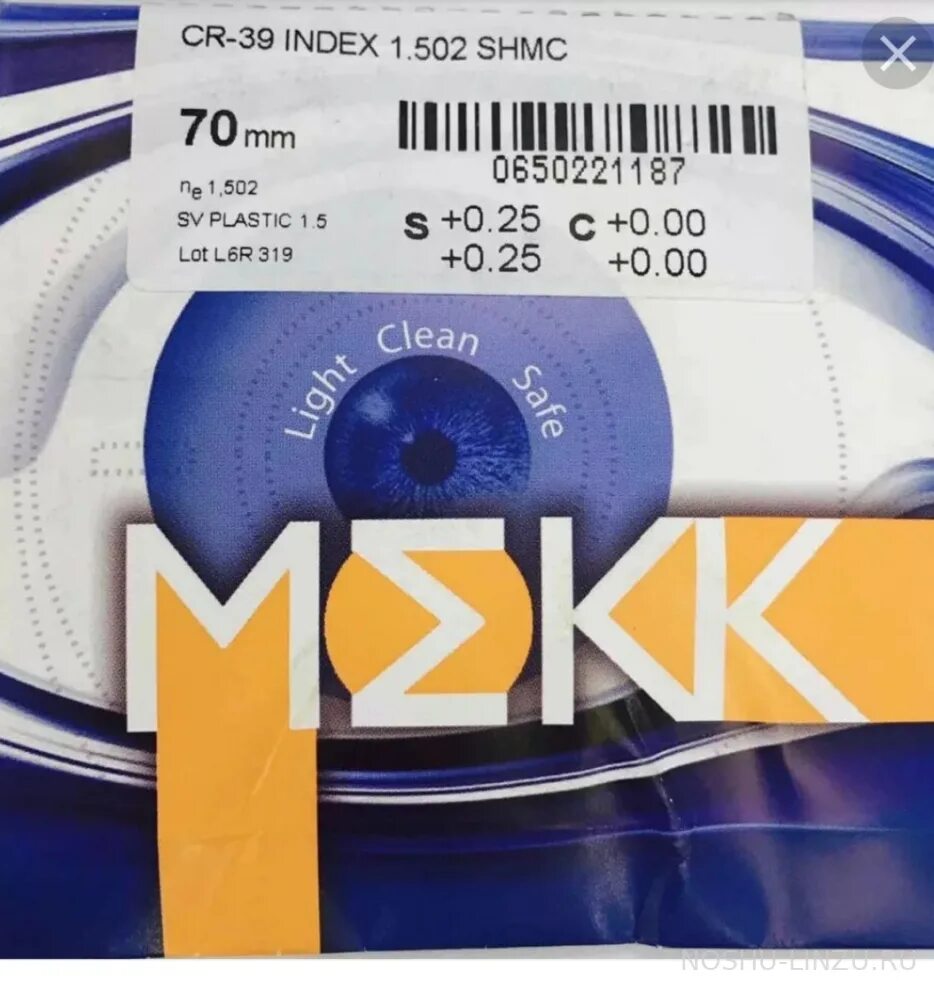 CR-39 INDEX 1.502 SHMC
70 mm
0650221187
ne 1,502
SV PLASTIC 1.5
Lot L6R 319
S +0.25 C +0.00
+0.25 +0.00
Light Clean Safe
MΣKK
NOSHU-LINZU.RU